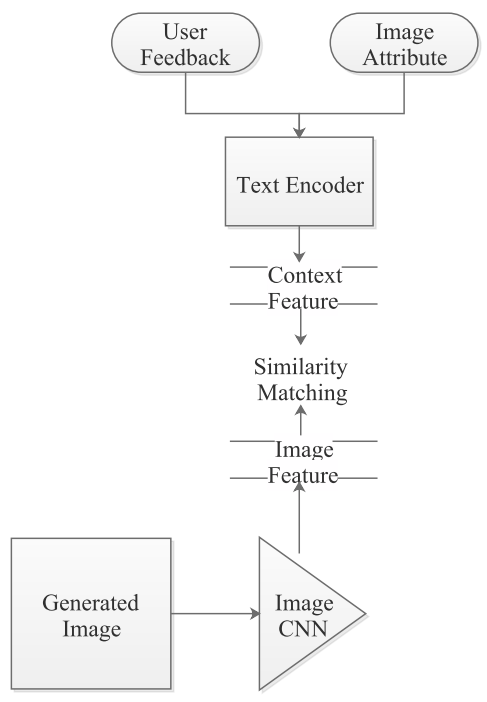 User
Feedback
Image
Attribute
Text Encoder
Context
Feature
Similarity
Matching
Image
Feature
Generated
Image
Image
CNN